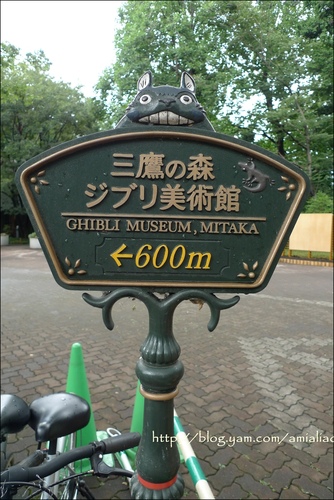 三鷹の森
ジブリ美術館
GHIBLI MUSEUM, MITAKA
←600m
http://blog.yam.com/amialiao